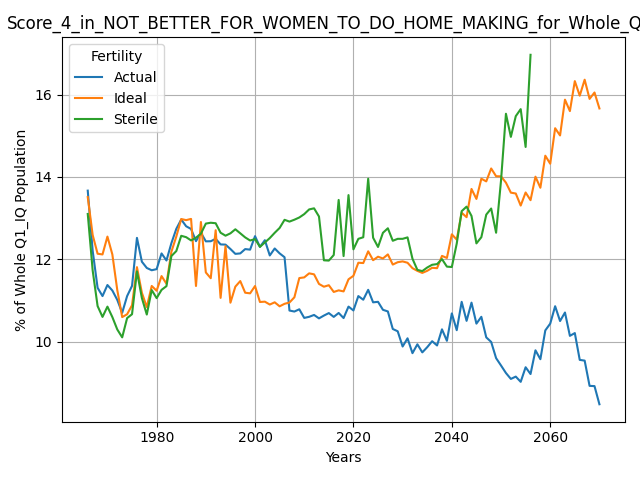 Score_4_in_NOT_BETTER_FOR_WOMEN_TO_DO_HOME_MAKING_for_Whole_Q
Fertility
Actual
Ideal
Sterile
% of Whole Q1_IQ Population
16
14
12
10
1980
2000
2020
2040
2060
Years